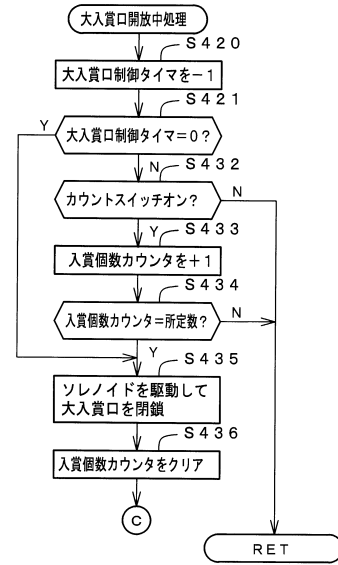 大入賞口開放中処理
S420
大入賞口制御タイマを－1
S421
Y
大入賞口制御タイマ＝0？
N
S432
カウントスイッチオン？
N
Y
S433
入賞個数カウンタを＋1
S434
入賞個数カウンタ＝所定数？
N
Y
S435
ソレノイドを駆動して
大入賞口を閉鎖
S436
入賞個数カウンタをクリア
C
RET